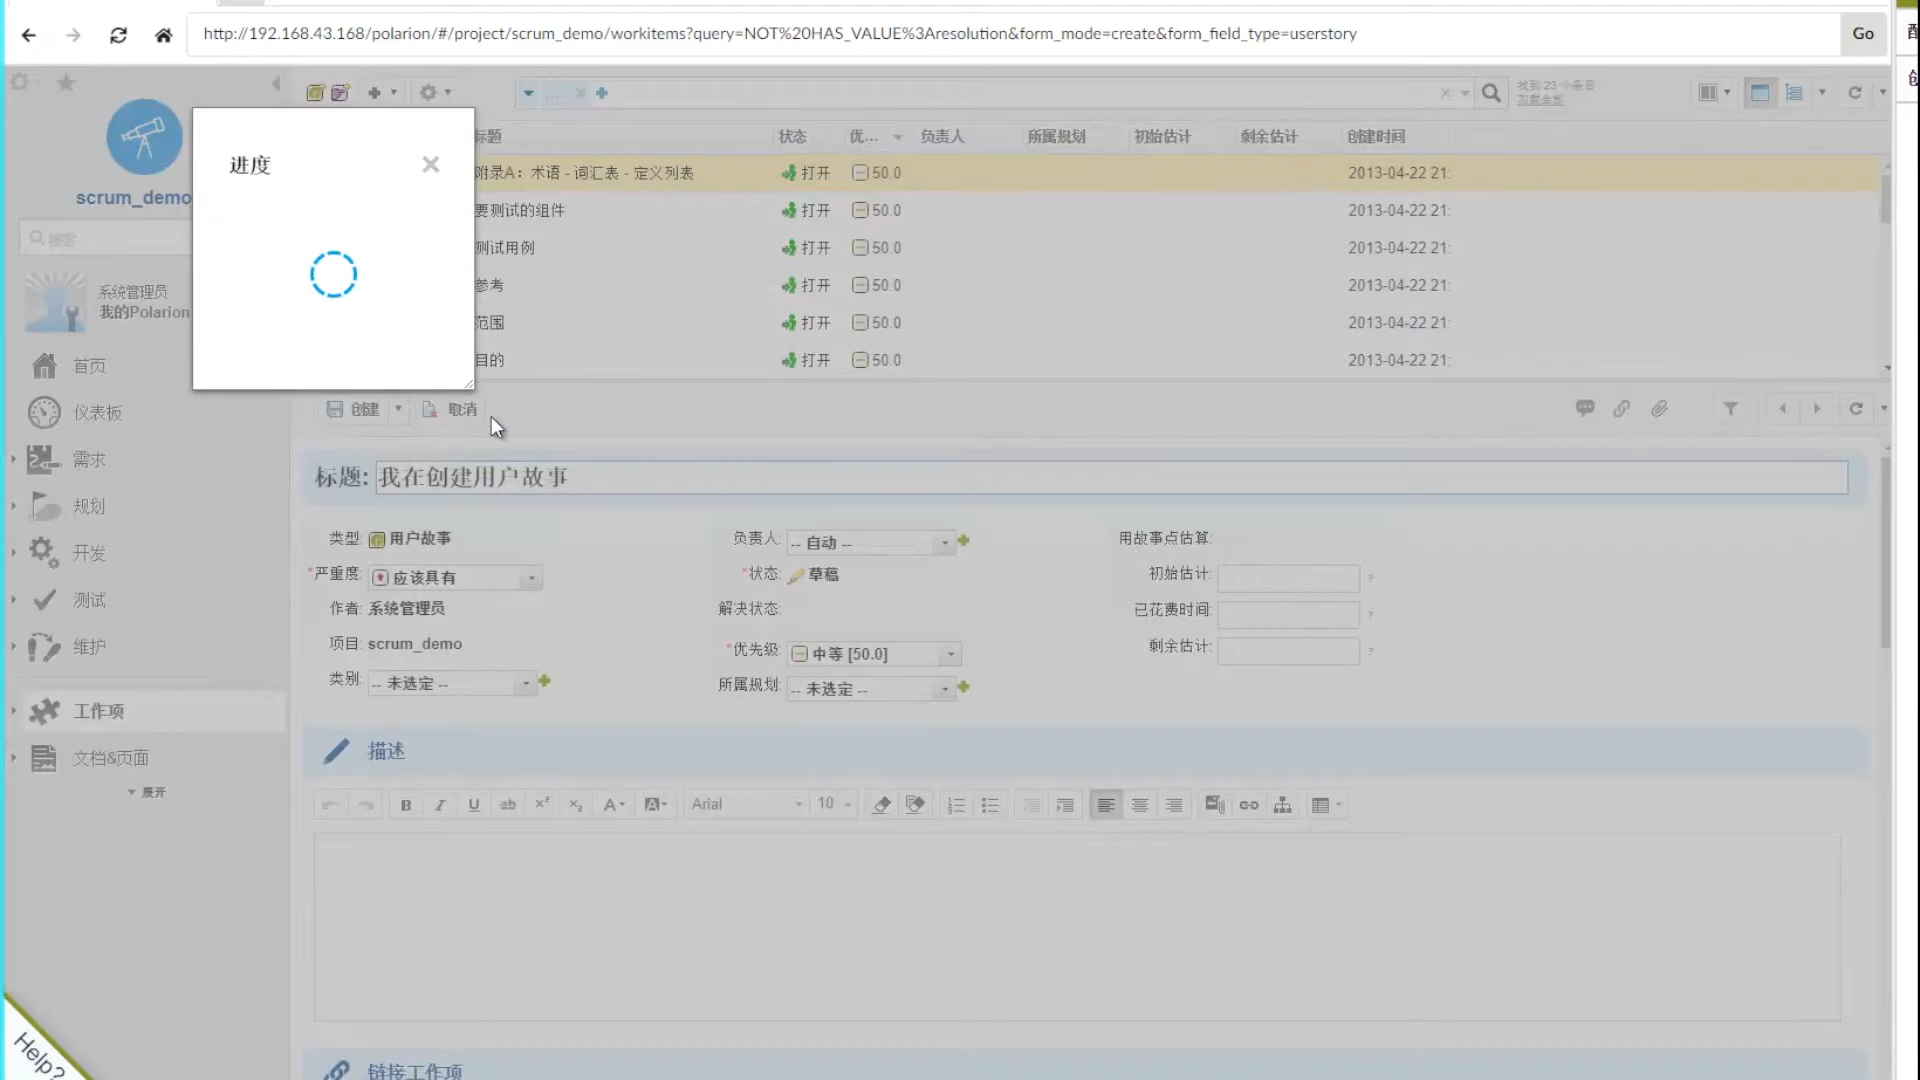 http://192.168.43.168/polarion/#/project/scrum_demo/workitems?query=NOT%20HAS_VALUE%3Aresolution&form_mode=create&form_field_type=userstory
Go
scrum_demo
搜索
系统管理员
我的Polarion
首页
仪表板
需求
规划
开发
测试
维护
工作项
文档&页面
展开
Help?
进度
找到 23 个条目
加载全部
标题 状态 优... 负责人 所属规划 初始估计 剩余估计 创建时间
附录A：术语 - 词汇表 - 定义列表 打开 50.0 2013-04-22 21:
要测试的组件 打开 50.0 2013-04-22 21:
测试用例 打开 50.0 2013-04-22 21:
参考 打开 50.0 2013-04-22 21:
范围 打开 50.0 2013-04-22 21:
目的 打开 50.0 2013-04-22 21:
创建 取消
标题: 我在创建用户故事
类型: 用户故事 负责人: -- 自动 -- 用故事点估算:
*严重度: 应该具有 *状态: 草稿 初始估计: ?
作者: 系统管理员 解决状态: 已花费时间: ?
项目: scrum_demo *优先级: 中等 [50.0] 剩余估计: ?
类别: -- 未选定 -- 所属规划: -- 未选定 --
描述
Arial 10
链接工作项